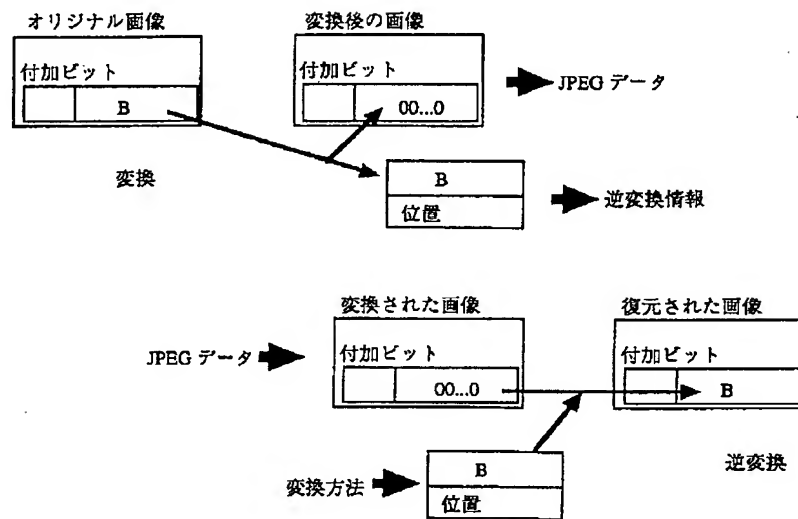 オリジナル画像
変換後の画像
付加ビット
付加ビット
B
00...0
JPEG データ
変換
B
位置
逆変換情報
変換された画像
復元された画像
JPEG データ
付加ビット
付加ビット
00...0
B
変換方法
B
位置
逆変換